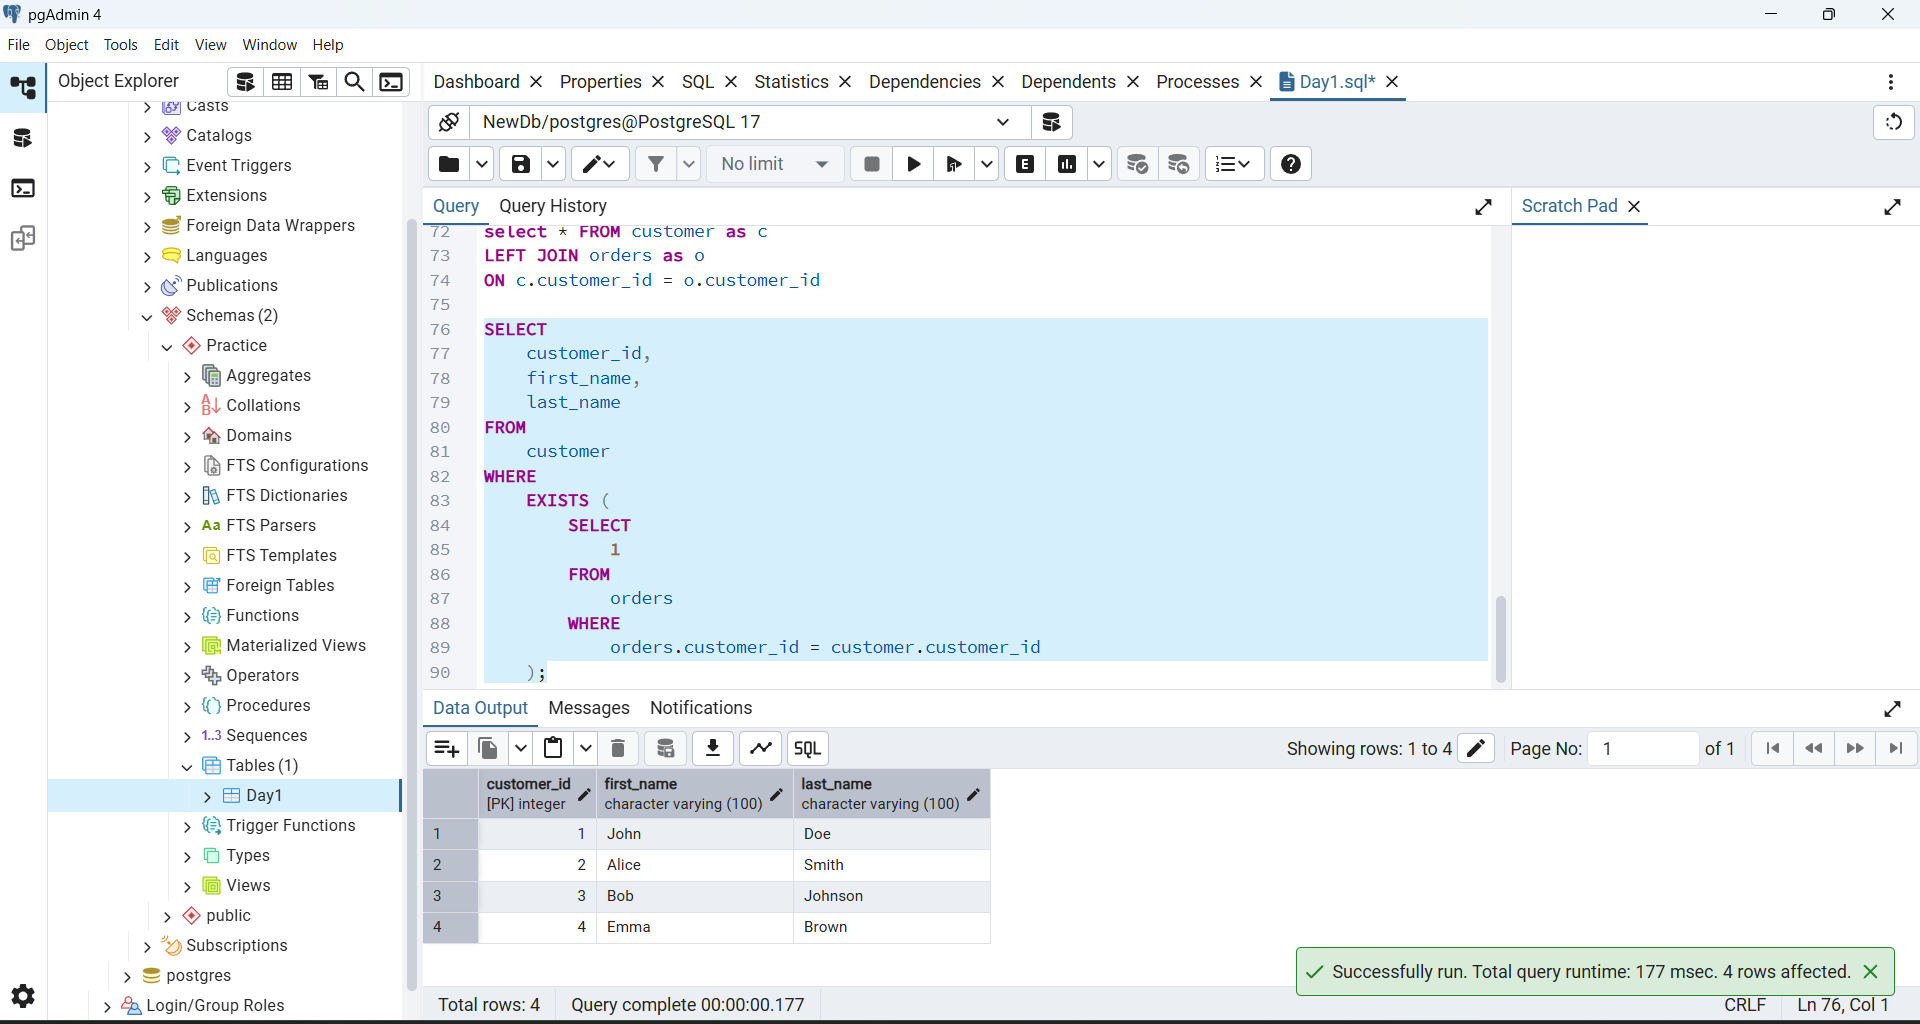 pgAdmin 4
File Object Tools Edit View Window Help
Object Explorer
Dashboard Properties SQL Statistics Dependencies Dependents Processes Day1.sql*
Casts
Catalogs
Event Triggers
Extensions
Foreign Data Wrappers
Languages
Publications
Schemas (2)
Practice
Aggregates
Collations
Domains
FTS Configurations
FTS Dictionaries
Aa FTS Parsers
FTS Templates
Foreign Tables
Functions
Materialized Views
Operators
Procedures
1..3 Sequences
Tables (1)
Day1
Trigger Functions
Types
Views
public
Subscriptions
postgres
Login/Group Roles
NewDb/postgres@PostgreSQL 17
No limit
E
Query Query History
Scratch Pad
72 select * FROM customer as c
73 LEFT JOIN orders as o
74 ON c.customer_id = o.customer_id
75
76 SELECT
77 customer_id,
78 first_name,
79 last_name
80 FROM
81 customer
82 WHERE
83 EXISTS (
84 SELECT
85 1
86 FROM
87 orders
88 WHERE
89 orders.customer_id = customer.customer_id
90 );
Data Output Messages Notifications
SQL
Showing rows: 1 to 4 Page No: 1 of 1
customer_id first_name last_name
[PK] integer character varying (100) character varying (100)
1 1 John Doe
2 2 Alice Smith
3 3 Bob Johnson
4 4 Emma Brown
Successfully run. Total query runtime: 177 msec. 4 rows affected.
Total rows: 4 Query complete 00:00:00.177 CRLF Ln 76, Col 1